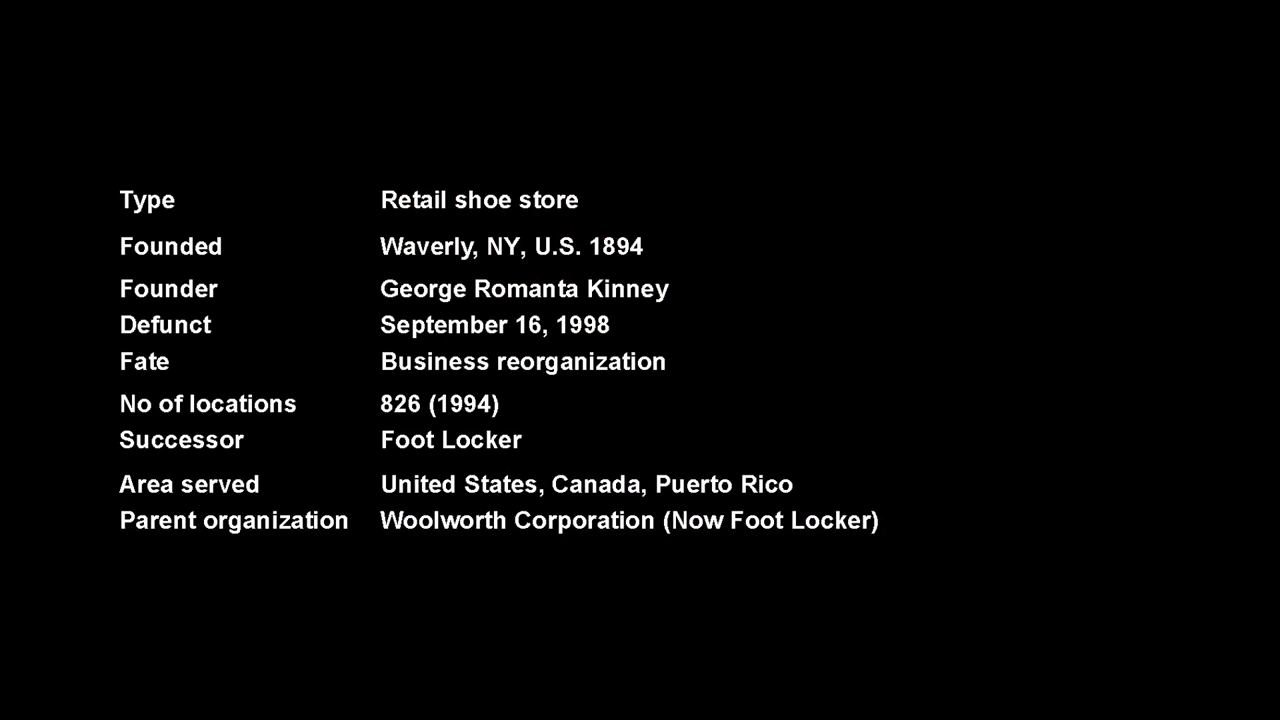 Type Retail shoe store
Founded Waverly, NY, U.S. 1894
Founder George Romanta Kinney
Defunct September 16, 1998
Fate Business reorganization
No of locations 826 (1994)
Successor Foot Locker
Area served United States, Canada, Puerto Rico
Parent organization Woolworth Corporation (Now Foot Locker)